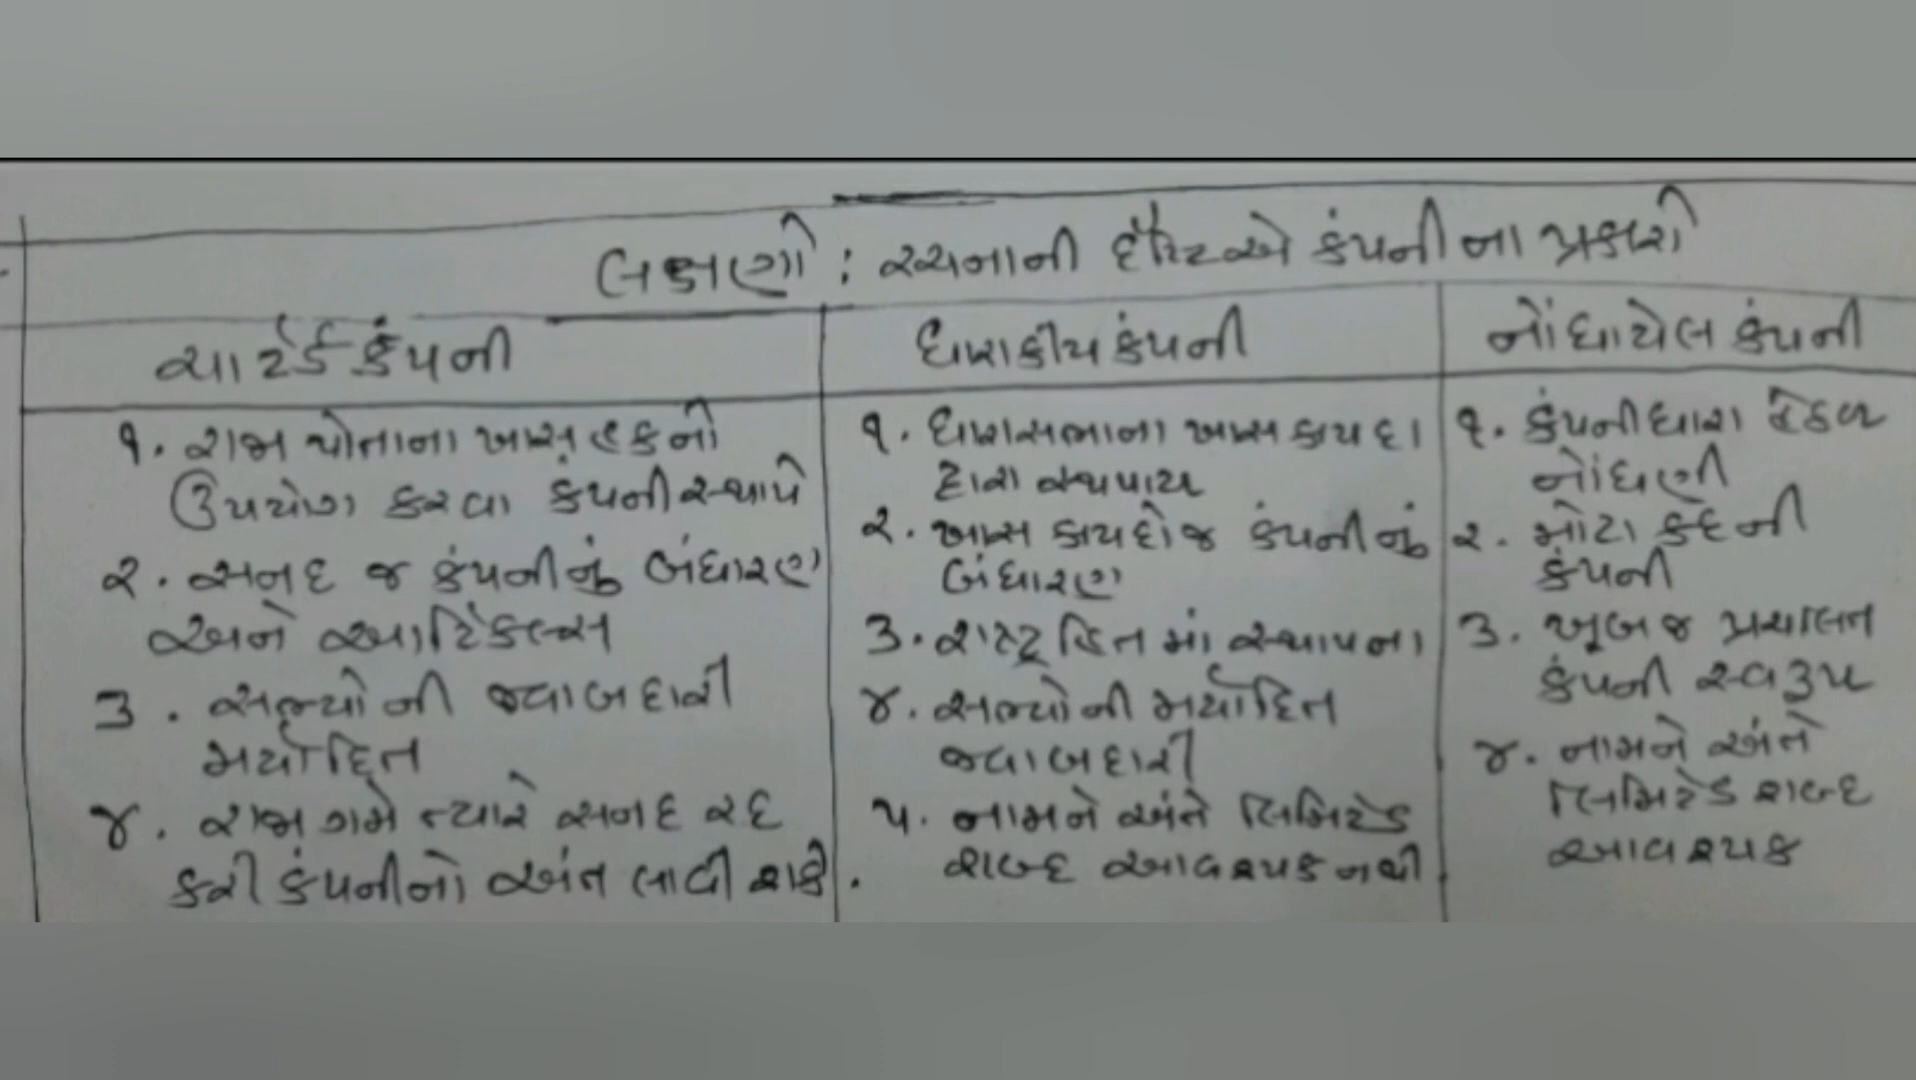 લક્ષણો : રચનાની દૃષ્ટિએ કંપનીના પ્રકારો
ચાર્ટર્ડ કંપની
૧. રાજા પોતાના ખાસ હકનો
ઉપયોગ કરવા કંપની સ્થાપે
૨. સનદ જ કંપનીનું બંધારણ
અને આર્ટિકલ્સ
૩. સભ્યોની જવાબદારી
મર્યાદિત
૪. રાજા ગમે ત્યારે સનદ રદ
કરી કંપનીનો અંત લાવી શકે.
ધારાકીય કંપની
૧. ધારાસભાના ખાસ કાયદા
દ્વારા સ્થપાય
૨. ખાસ કાયદો જ કંપનીનું
બંધારણ
૩. રાષ્ટ્ર હિત માં સ્થાપના
૪. સભ્યોની મર્યાદિત
જવાબદારી
૫. નામને અંતે લિમિટેડ
શબ્દ આવશ્યક નથી.
નોંધાયેલ કંપની
૧. કંપનીધારા હેઠળ
નોંધણી
૨. મોટા કદની
કંપની
૩. ખૂબ જ પ્રચલિત
કંપની સ્વરૂપ
૪. નામને અંતે
લિમિટેડ શબ્દ
આવશ્યક